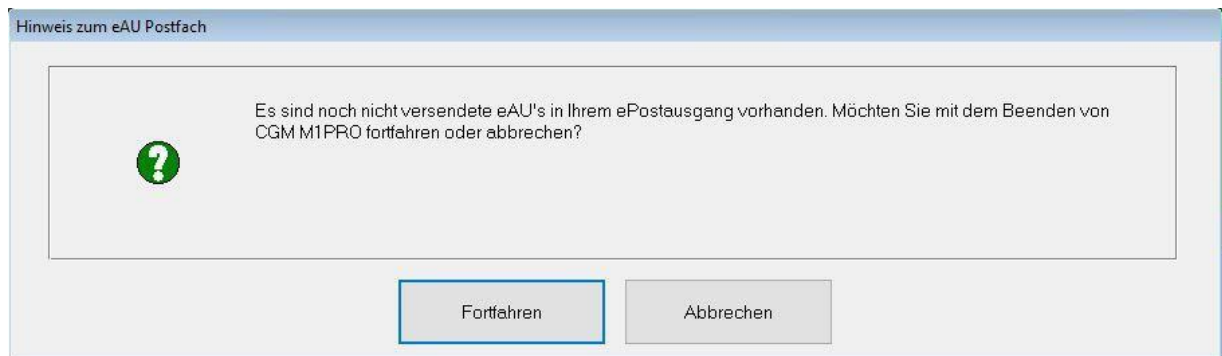 Hinweis zum eAU Postfach
Es sind noch nicht versendete eAU's in Ihrem ePostausgang vorhanden. Möchten Sie mit dem Beenden von
CGM M1PRO fortfahren oder abbrechen?
Fortfahren
Abbrechen